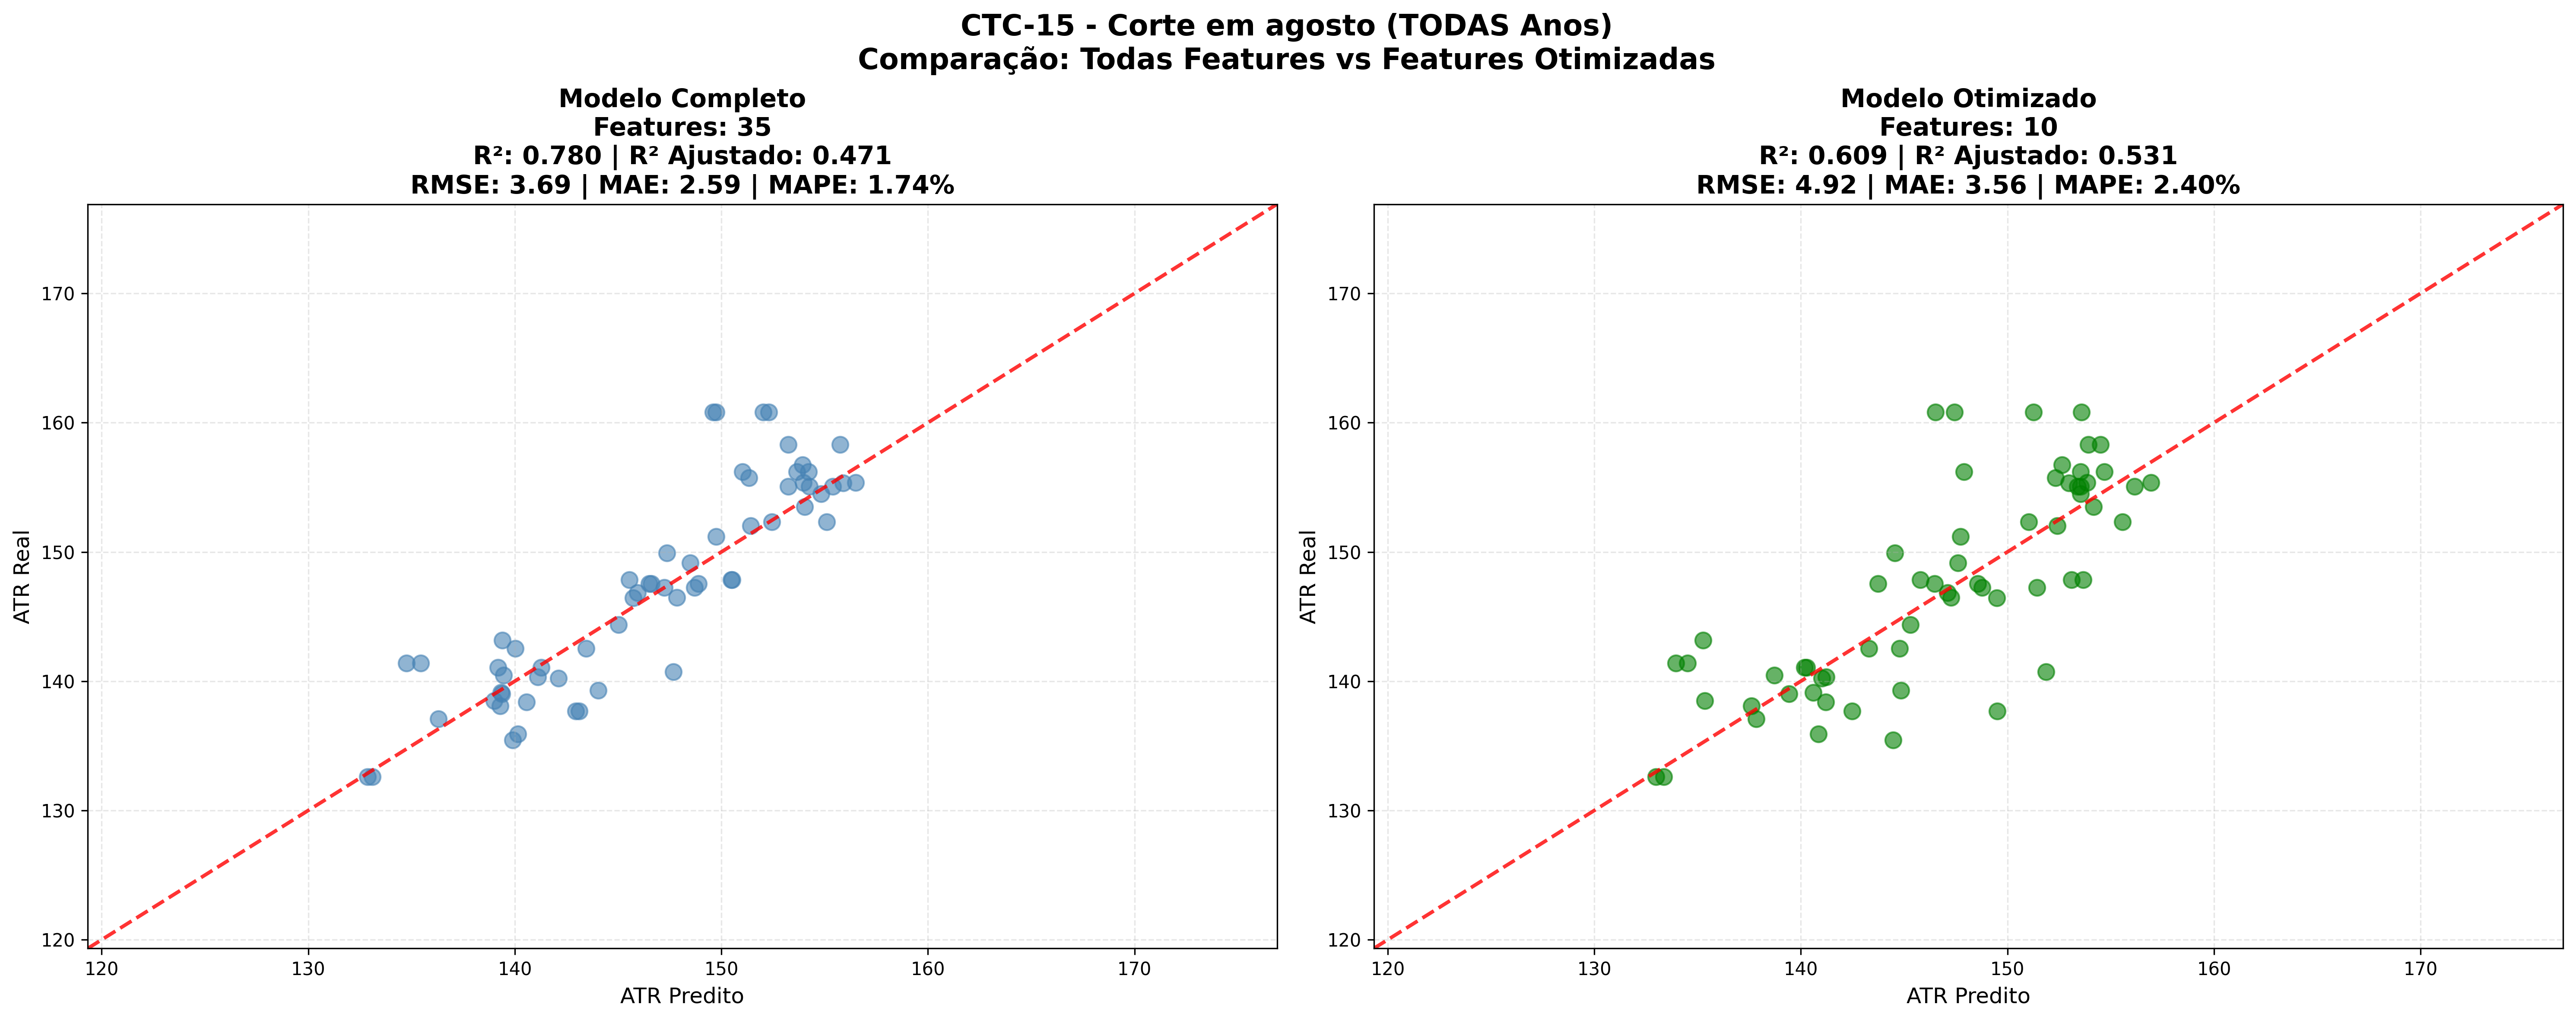 CTC-15 - Corte em agosto (TODAS Anos)
Comparação: Todas Features vs Features Otimizadas
Modelo Completo
Features: 35
R²: 0.780 | R² Ajustado: 0.471
RMSE: 3.69 | MAE: 2.59 | MAPE: 1.74%
170
160
150
140
130
120
ATR Real
120
130
140
150
160
170
ATR Predito
Modelo Otimizado
Features: 10
R²: 0.609 | R² Ajustado: 0.531
RMSE: 4.92 | MAE: 3.56 | MAPE: 2.40%
170
160
150
140
130
120
ATR Real
120
130
140
150
160
170
ATR Predito